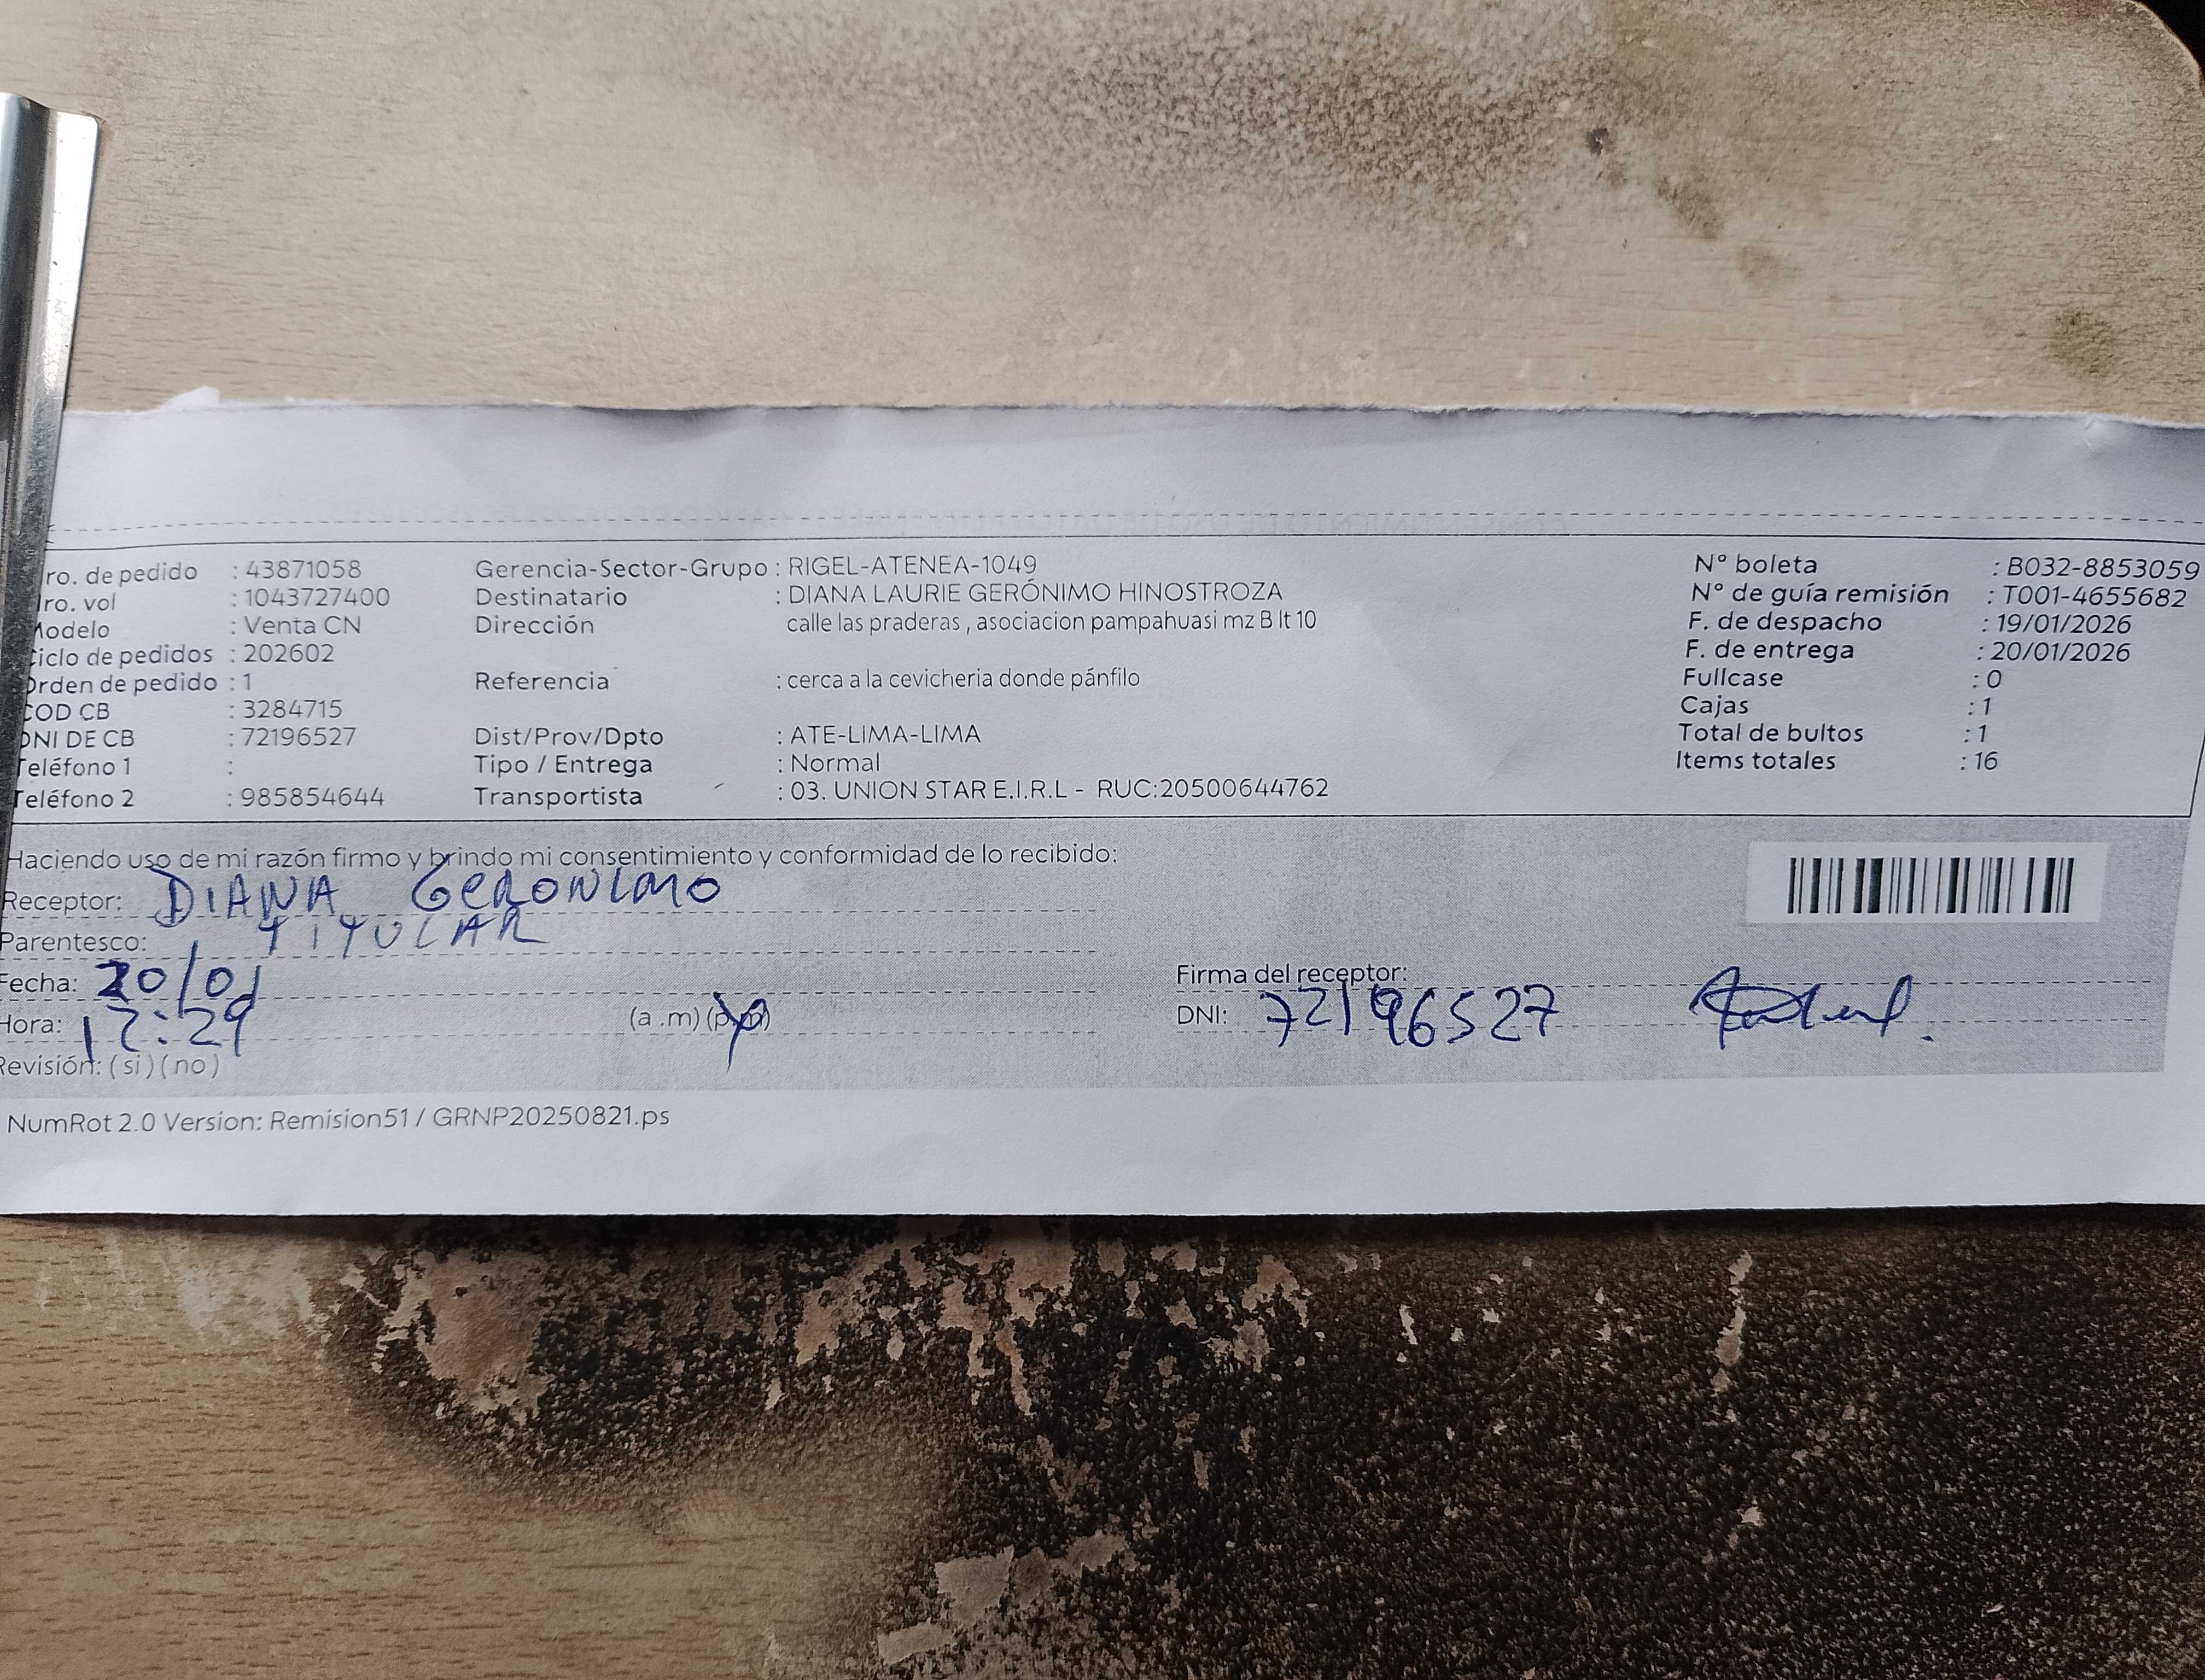 ro. de pedido : 43871058 Gerencia-Sector-Grupo : RIGEL-ATENEA-1049 N° boleta : B032-8853059
ro. vol : 1043727400 Destinatario : DIANA LAURIE GERÓNIMO HINOSTROZA N° de guía remisión : T001-4655682
Modelo : Venta CN Dirección calle las praderas , asociacion pampahuasi mz B lt 10 F. de despacho : 19/01/2026
Ciclo de pedidos : 202602 F. de entrega : 20/01/2026
Orden de pedido : 1 Referencia : cerca a la cevicheria donde pánfilo Fullcase : 0
COD CB : 3284715 Cajas : 1
DNI DE CB : 72196527 Dist/Prov/Dpto : ATE-LIMA-LIMA Total de bultos : 1
Teléfono 1 : Tipo / Entrega : Normal Items totales : 16
Teléfono 2 : 985854644 Transportista : 03. UNION STAR E.I.R.L - RUC:20500644762
Haciendo uso de mi razón firmo y brindo mi consentimiento y conformidad de lo recibido:
Receptor: DIANA GERONIMO
Parentesco: TITULAR
Fecha: 20/01 Firma del receptor:
Hora: 12:29 (a .m) (p.m) DNI: 72196527
Revisión: ( si ) ( no )
NumRot 2.0 Version: Remision51 / GRNP20250821.ps